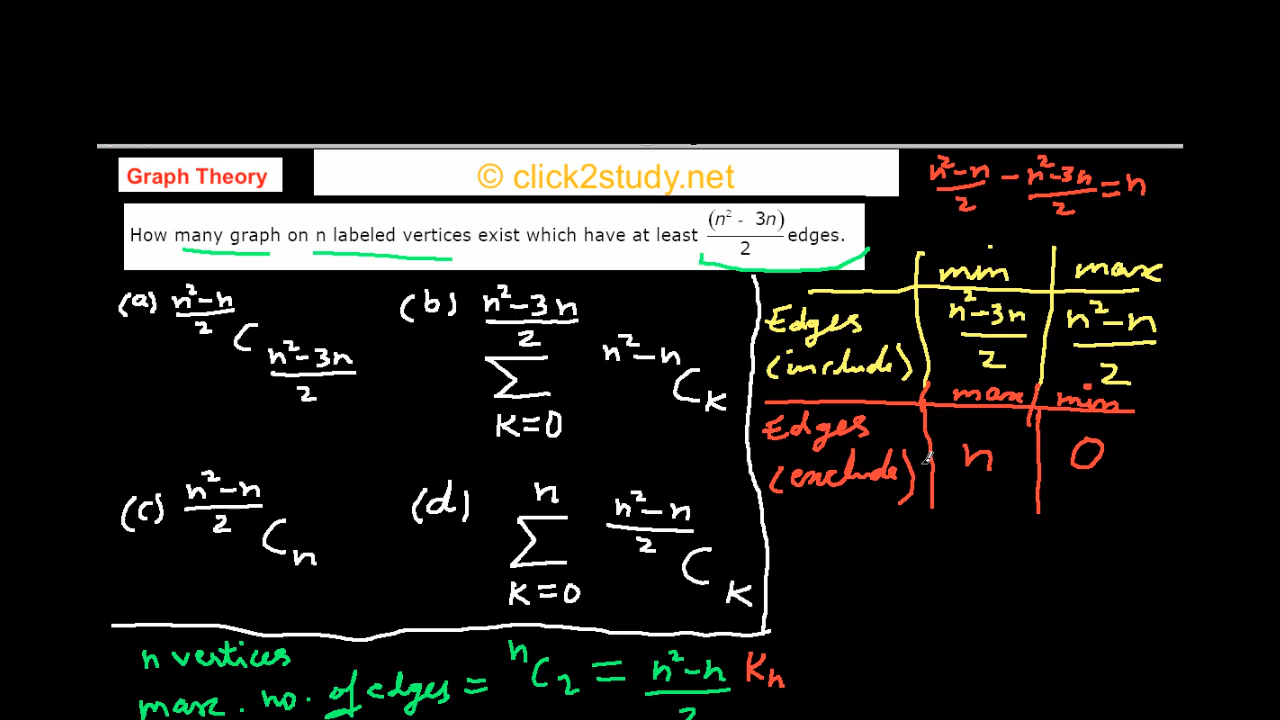 Graph Theory
© click2study.net
(n²-n)/2 - (n²-3n)/2 = n
How many graph on n labeled vertices exist which have at least (n² - 3n)/2 edges.
min max
Edges (include) (n²-3n)/2 (n²-n)/2
max min
Edges (exclude) n 0
(a) (n²-n)/2 C (n²-3n)/2
(b) (n²-3n)/2 Σ K=0 n²-n C K
(c) (n²-n)/2 C n
(d) n Σ K=0 (n²-n)/2 C K
n vertices
max. no. of edges = nC2 = (n²-n)/2 Kn